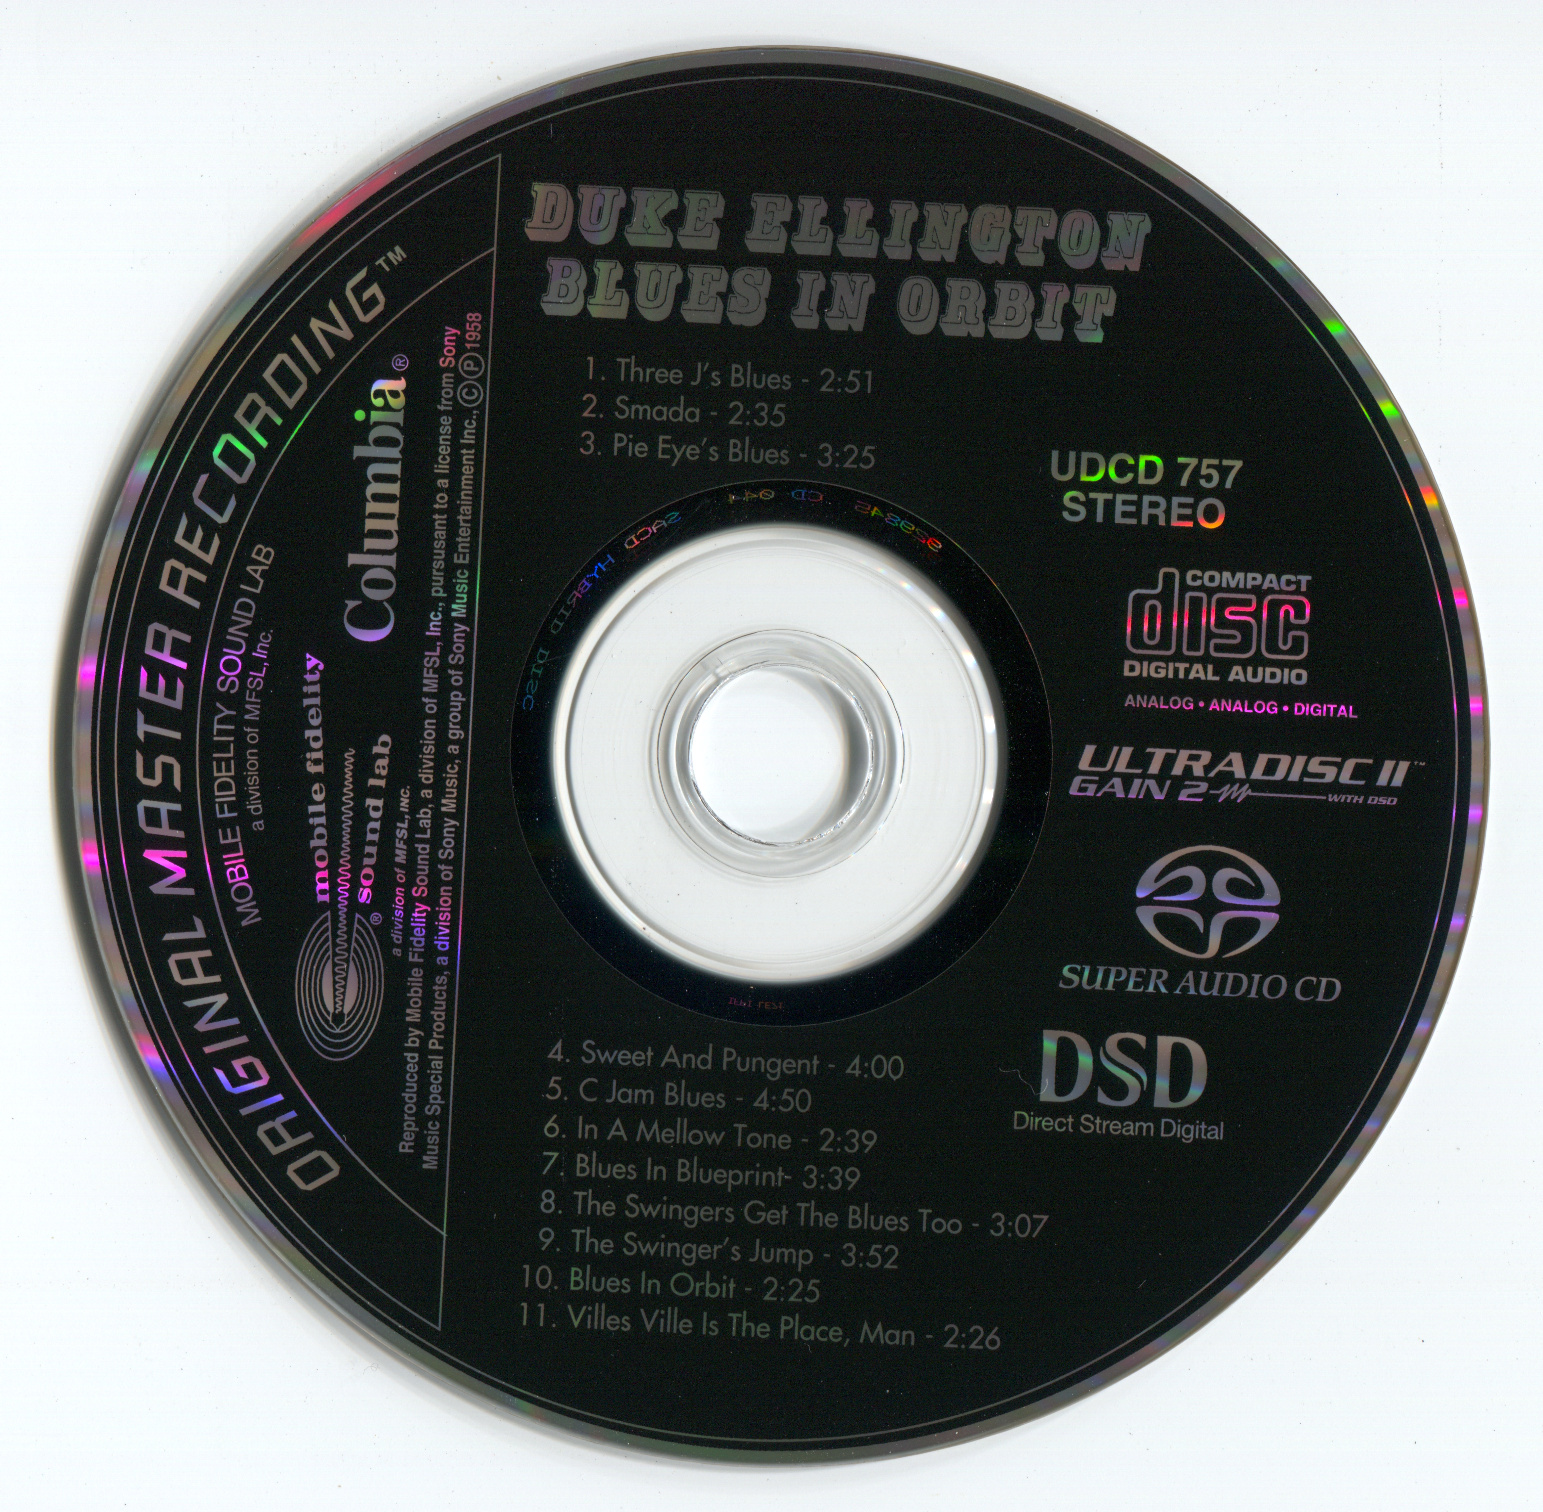 DUKE ELLINGTON
BLUES IN ORBIT
1. Three J's Blues - 2:51
2. Smada - 2:35
3. Pie Eye's Blues - 3:25
4. Sweet And Pungent - 4:00
5. C Jam Blues - 4:50
6. In A Mellow Tone - 2:39
7. Blues In Blueprint- 3:39
8. The Swingers Get The Blues Too - 3:07
9. The Swinger's Jump - 3:52
10. Blues In Orbit - 2:25
11. Villes Ville Is The Place, Man - 2:26
UDCD 757
STEREO
COMPACT
disc
DIGITAL AUDIO
ANALOG • ANALOG • DIGITAL
ULTRADISC II™
GAIN 2
WITH DSD
SUPER AUDIO CD
DSD
Direct Stream Digital
ORIGINAL MASTER RECORDING™
MOBILE FIDELITY SOUND LAB
a division of MFSL, Inc.
mobile fidelity
sound lab®
a division of MFSL, INC.
Columbia®
Reproduced by Mobile Fidelity Sound Lab, a division of MFSL, Inc., pursusant to a license from Sony
Music Special Products, a division of Sony Music, a group of Sony Music Entertainment Inc., © ℗ 1958
SACD HYBRID DISC